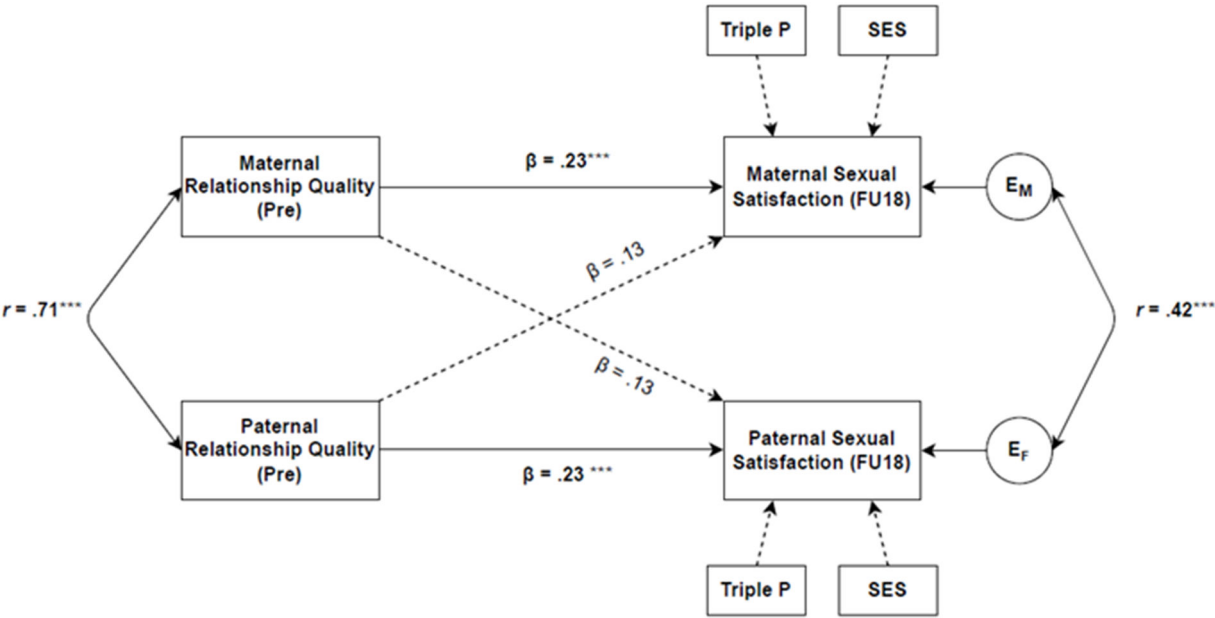 Triple P
SES
Maternal
Relationship Quality
(Pre)
β = .23***
Maternal Sexual
Satisfaction (FU18)
EM
β = .13
r = .71***
r = .42***
β = .13
Paternal
Relationship Quality
(Pre)
β = .23 ***
Paternal Sexual
Satisfaction (FU18)
EF
Triple P
SES